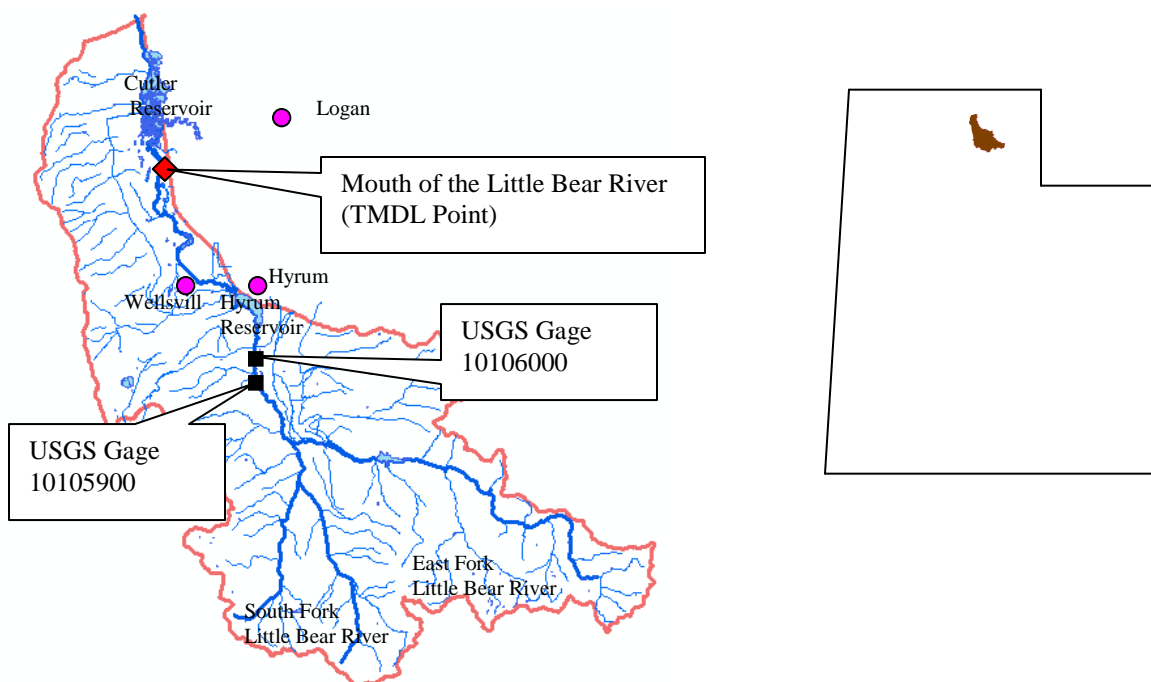 Cutler
Reservoir
Logan
Mouth of the Little Bear River
(TMDL Point)
Hyrum
Wellsvill
Hyrum
Reservoir
USGS Gage
10106000
USGS Gage
10105900
East Fork
Little Bear River
South Fork
Little Bear River